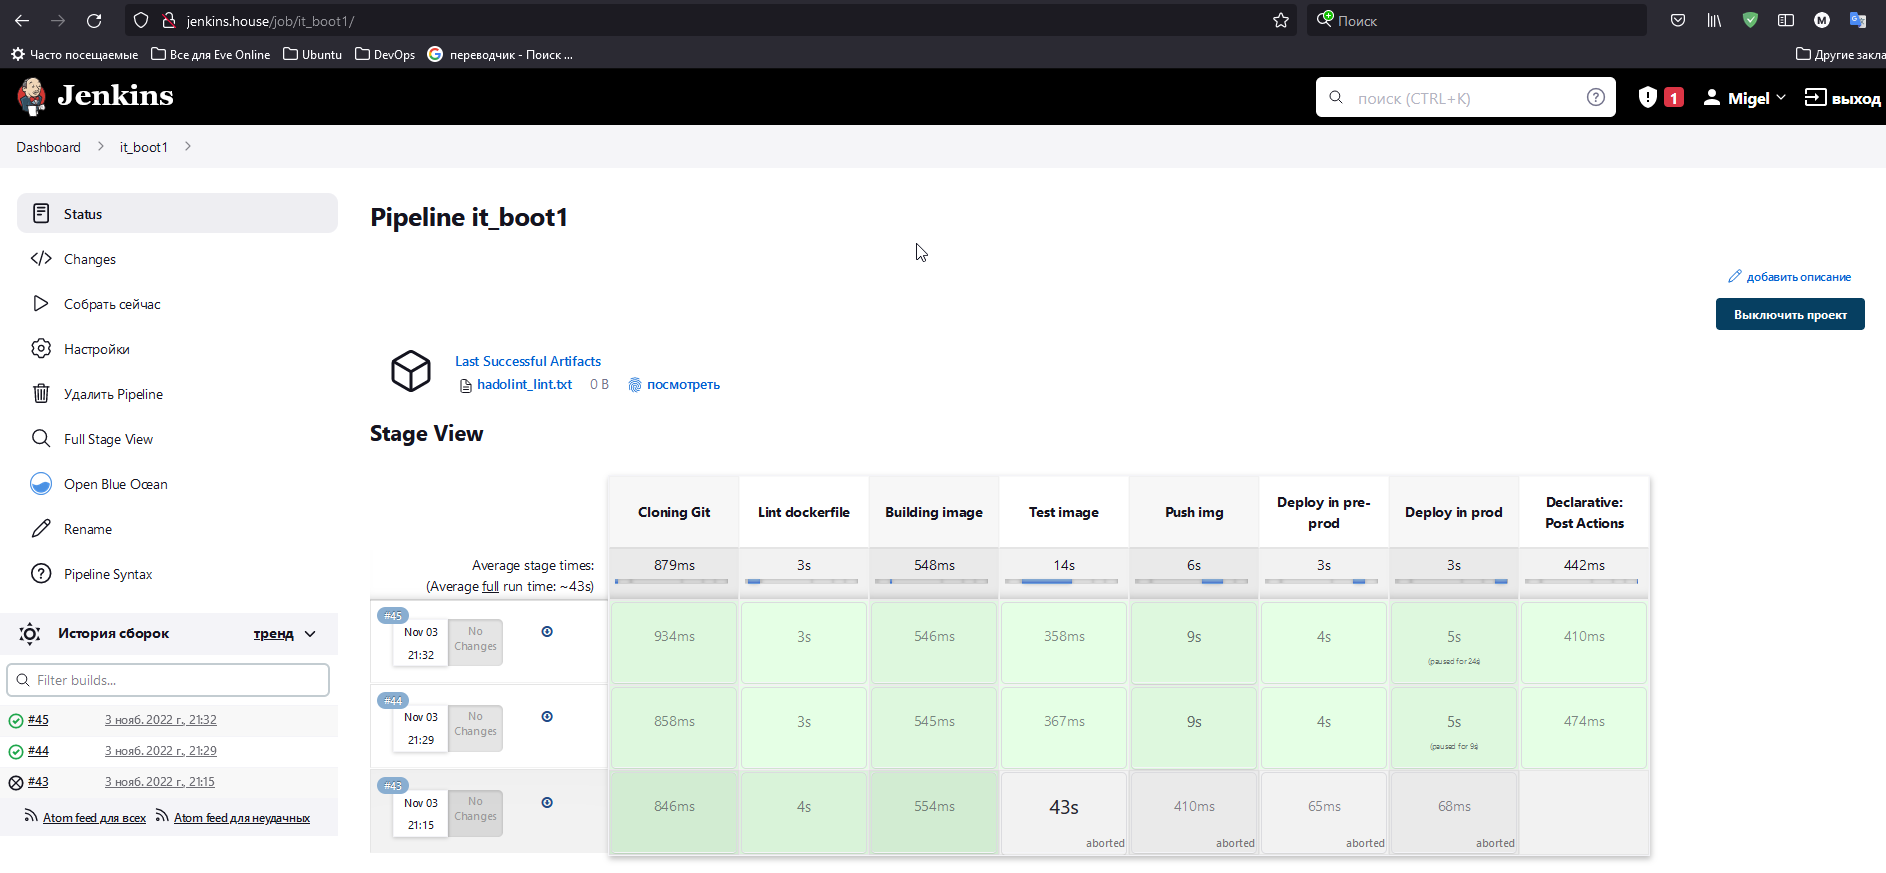 jenkins.house/job/it_boot1/
Поиск
Часто посещаемые
Все для Eve Online
Ubuntu
DevOps
переводчик - Поиск ...
Другие закла
Jenkins
поиск (CTRL+K)
1
Migel
выход
Dashboard
it_boot1
Status
Changes
Собрать сейчас
Настройки
Удалить Pipeline
Full Stage View
Open Blue Ocean
Rename
Pipeline Syntax
История сборок
тренд
Filter builds...
#45 3 нояб. 2022 г., 21:32
#44 3 нояб. 2022 г., 21:29
#43 3 нояб. 2022 г., 21:15
Atom feed для всех
Atom feed для неудачных
Pipeline it_boot1
добавить описание
Выключить проект
Last Successful Artifacts
hadolint_lint.txt 0 B посмотреть
Stage View
Cloning Git
Lint dockerfile
Building image
Test image
Push img
Deploy in pre-
prod
Deploy in prod
Declarative:
Post Actions
Average stage times:
(Average full run time: ~43s)
879ms 3s 548ms 14s 6s 3s 3s 442ms
#45
Nov 03
21:32
No
Changes
934ms 3s 546ms 358ms 9s 4s 5s 410ms
(paused for 24s)
#44
Nov 03
21:29
No
Changes
858ms 3s 545ms 367ms 9s 4s 5s 474ms
(paused for 9s)
#43
Nov 03
21:15
No
Changes
846ms 4s 554ms 43s 410ms 65ms 68ms
aborted aborted aborted aborted